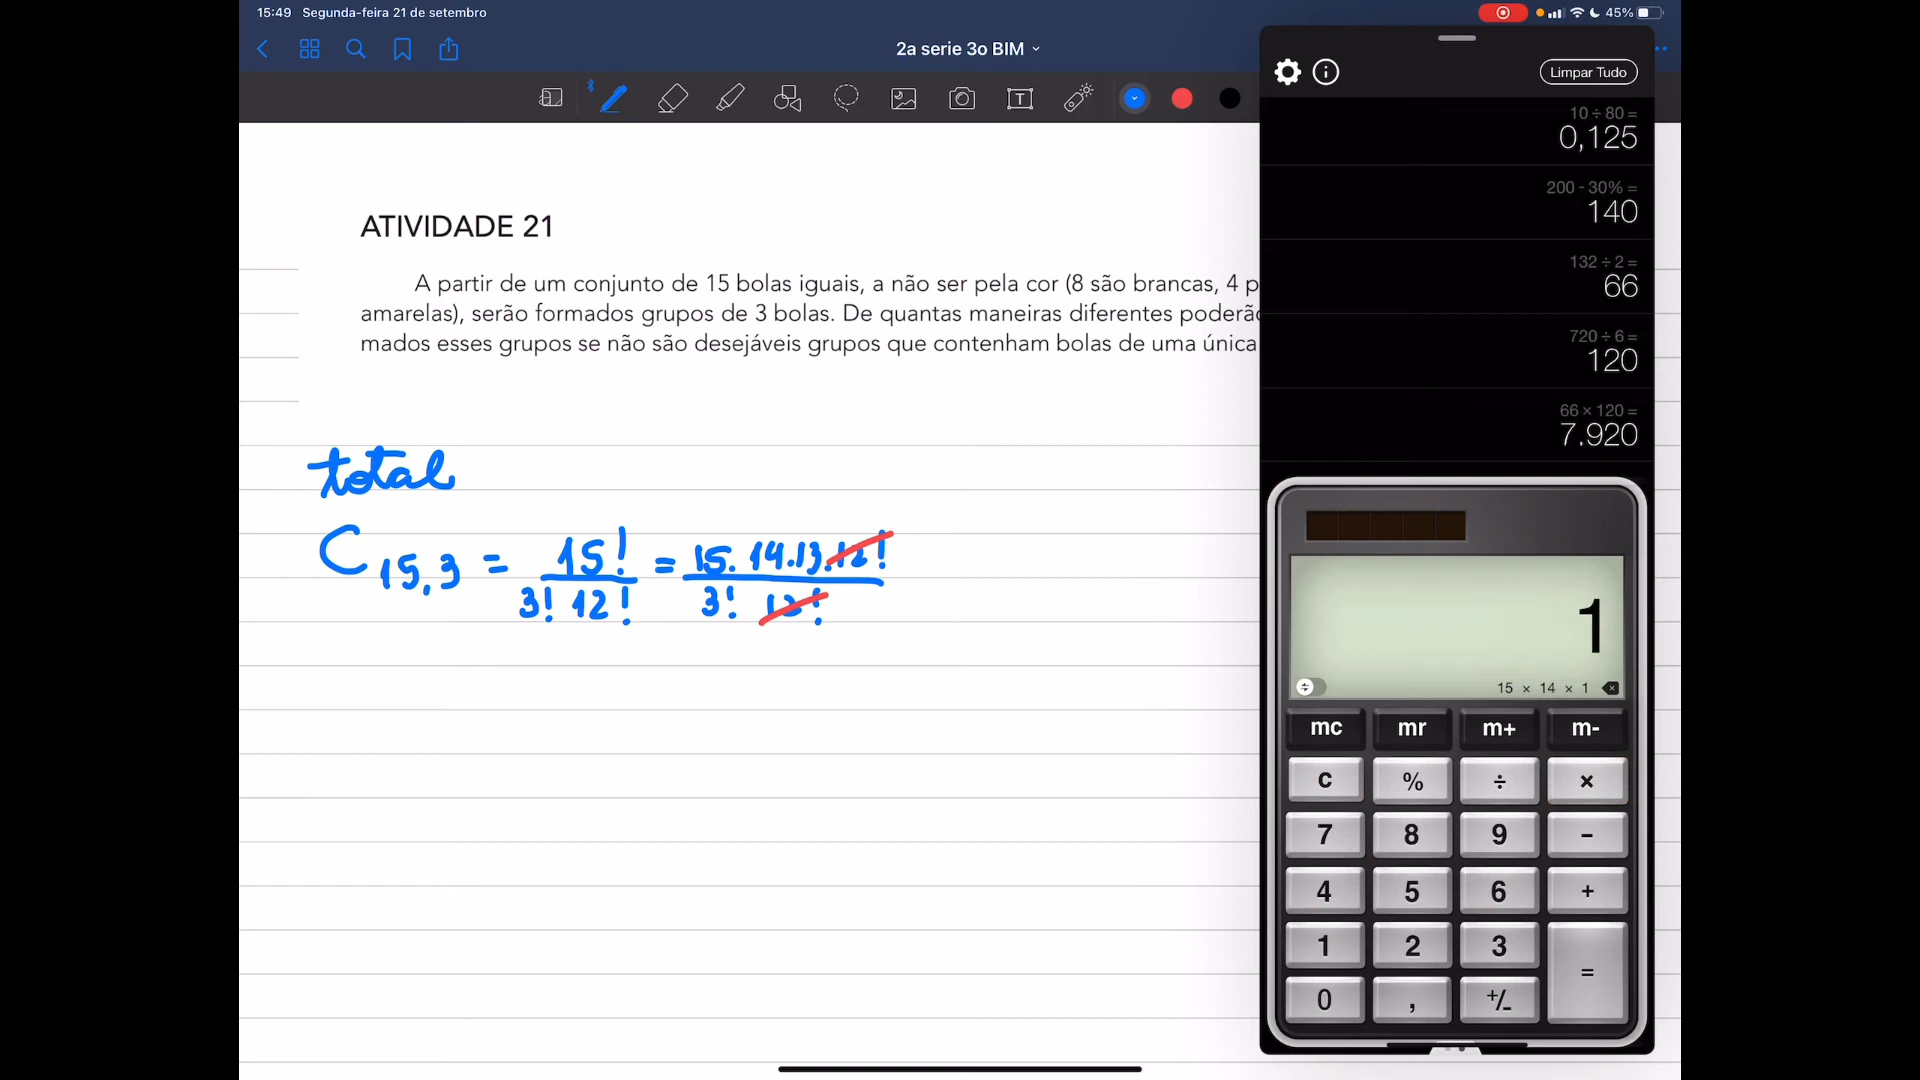 15:49 Segunda-feira 21 de setembro
45%
2a serie 3o BIM
Limpar Tudo
10 ÷ 80 =
0,125
200 - 30% =
140
132 ÷ 2 =
66
720 ÷ 6 =
120
66 × 120 =
7.920
ATIVIDADE 21
A partir de um conjunto de 15 bolas iguais, a não ser pela cor (8 são brancas, 4 p
amarelas), serão formados grupos de 3 bolas. De quantas maneiras diferentes poderão
mados esses grupos se não são desejáveis grupos que contenham bolas de uma única
total
C 15,3 = 15! / 3! 12! = 15. 14.13.12! / 3! 12!
1
15 × 14 × 1
mc mr m+ m-
c % ÷ ×
7 8 9 −
4 5 6 +
1 2 3 =
0 , +/-